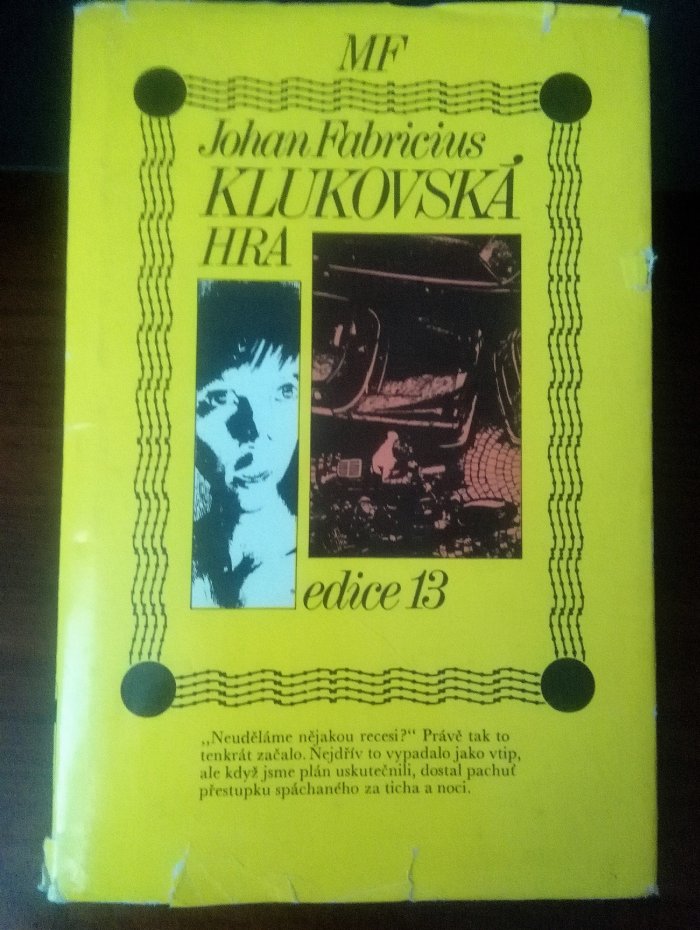 MF
Johan Fabricius
KLUKOVSKÁ
HRA
edice 13
„Neuděláme nějakou recesi?“ Právě tak to
tenkrát začalo. Nejdřív to vypadalo jako vtip,
ale když jsme plán uskutečnili, dostal pachuť
přestupku spáchaného za ticha a noci.